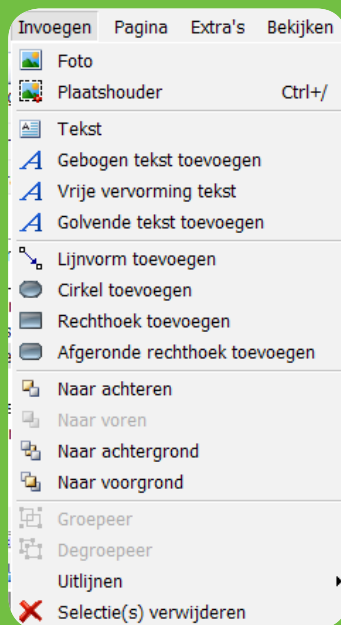 Invoegen Pagina Extra's Bekijken
Foto
Plaatshouder Ctrl+/
Tekst
Gebogen tekst toevoegen
Vrije vervorming tekst
Golvende tekst toevoegen
Lijnvorm toevoegen
Cirkel toevoegen
Rechthoek toevoegen
Afgeronde rechthoek toevoegen
Naar achteren
Naar voren
Naar achtergrond
Naar voorgrond
Groepeer
Degroepeer
Uitlijnen
Selectie(s) verwijderen